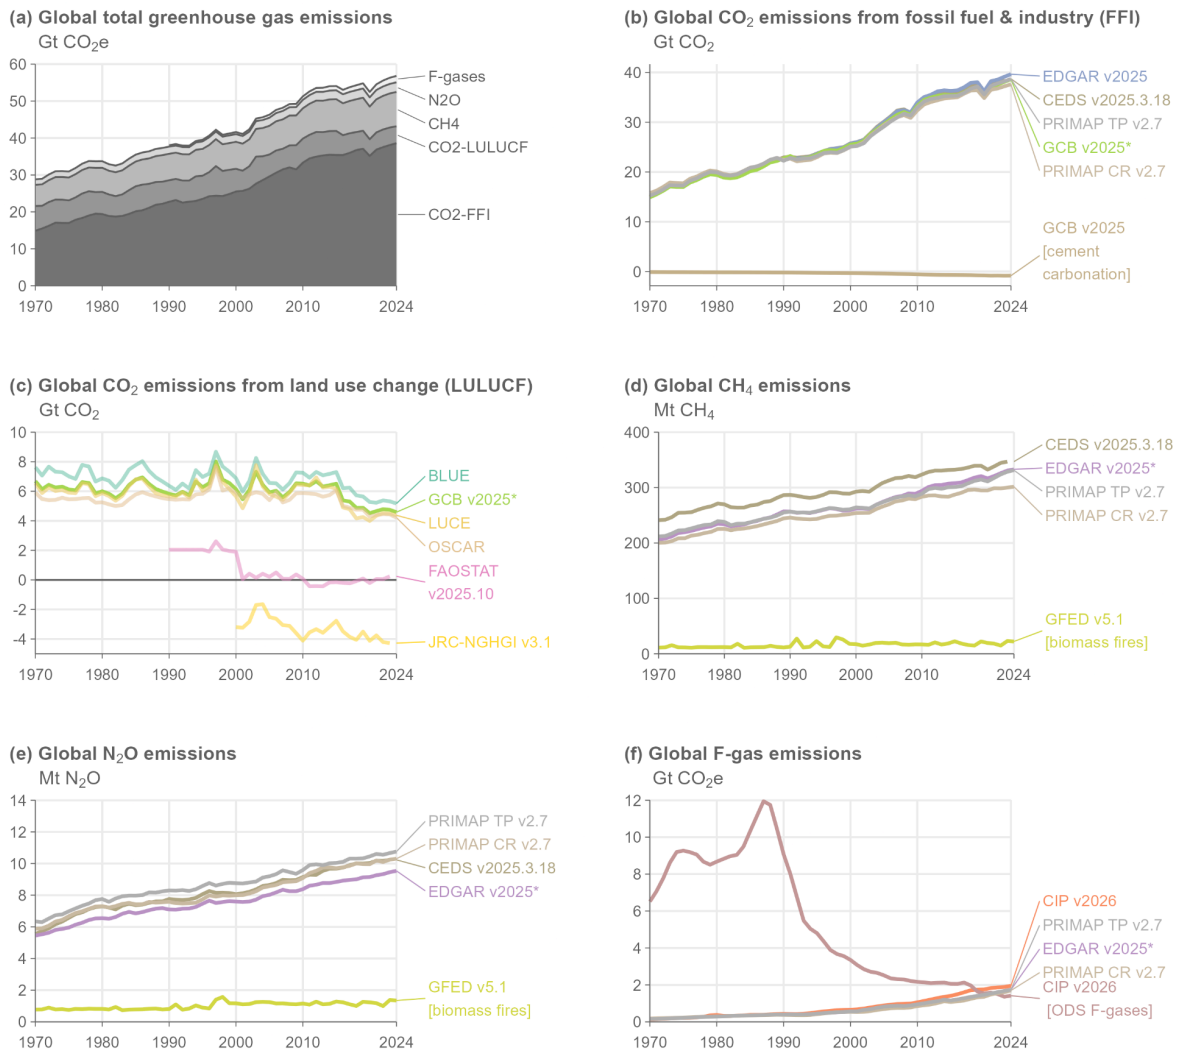 (a) Global total greenhouse gas emissions
Gt CO₂e
60
50
40
30
20
10
0
1970
1980
1990
2000
2010
2024
F-gases
N2O
CH4
CO2-LULUCF
CO2-FFI
(b) Global CO₂ emissions from fossil fuel & industry (FFI)
Gt CO₂
40
30
20
10
0
1970
1980
1990
2000
2010
2024
EDGAR v2025
CEDS v2025.3.18
PRIMAP TP v2.7
GCB v2025*
PRIMAP CR v2.7
GCB v2025
[cement
carbonation]
(c) Global CO₂ emissions from land use change (LULUCF)
Gt CO₂
10
8
6
4
2
0
-2
-4
1970
1980
1990
2000
2010
2024
BLUE
GCB v2025*
LUCE
OSCAR
FAOSTAT
v2025.10
JRC-NGHGI v3.1
(d) Global CH₄ emissions
Mt CH₄
400
300
200
100
0
1970
1980
1990
2000
2010
2024
CEDS v2025.3.18
EDGAR v2025*
PRIMAP TP v2.7
PRIMAP CR v2.7
GFED v5.1
[biomass fires]
(e) Global N₂O emissions
Mt N₂O
14
12
10
8
6
4
2
0
1970
1980
1990
2000
2010
2024
PRIMAP TP v2.7
PRIMAP CR v2.7
CEDS v2025.3.18
EDGAR v2025*
GFED v5.1
[biomass fires]
(f) Global F-gas emissions
Gt CO₂e
12
10
8
6
4
2
0
1970
1980
1990
2000
2010
2024
CIP v2026
PRIMAP TP v2.7
EDGAR v2025*
PRIMAP CR v2.7
CIP v2026
[ODS F-gases]